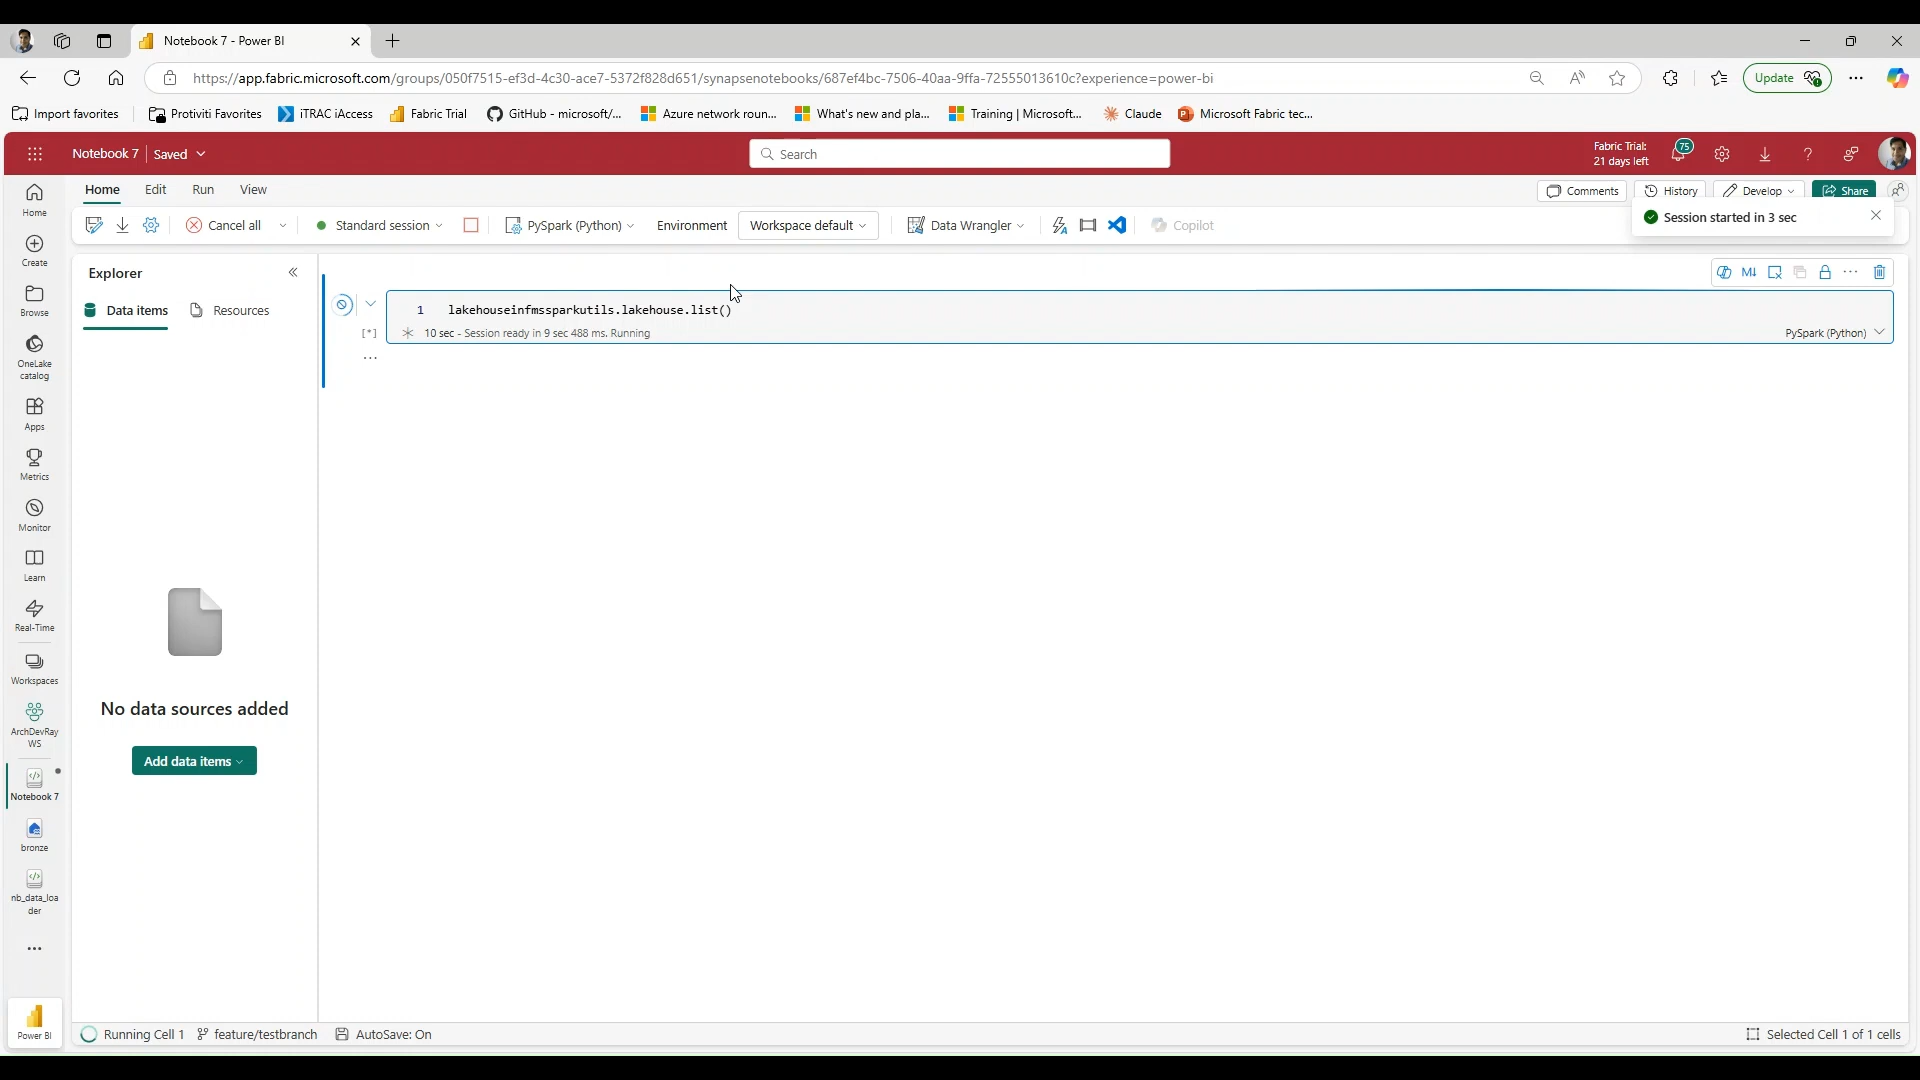 Notebook 7 - Power BI
https://app.fabric.microsoft.com/groups/050f7515-ef3d-4c30-ace7-5372f828d651/synapsenotebooks/687ef4bc-7506-40aa-9ffa-72555013610c?experience=power-bi
Update
Import favorites
Protiviti Favorites
iTRAC iAccess
Fabric Trial
GitHub - microsoft/...
Azure network roun...
What's new and pla...
Training | Microsoft...
Claude
Microsoft Fabric tec...
Notebook 7 | Saved
Search
Fabric Trial:
21 days left
75
Home Edit Run View
Comments
History
Develop
Share
Cancel all
Standard session
PySpark (Python)
Environment
Workspace default
Data Wrangler
Copilot
Session started in 3 sec
Home
Create
Browse
OneLake
catalog
Apps
Metrics
Monitor
Learn
Real-Time
Workspaces
ArchDevRay
WS
Notebook 7
bronze
nb_data_loa
der
Power BI
Explorer
Data items
Resources
No data sources added
Add data items
1 lakehouseinfmssparkutils.lakehouse.list()
[*]
10 sec - Session ready in 9 sec 488 ms. Running
PySpark (Python)
Running Cell 1
feature/testbranch
AutoSave: On
Selected Cell 1 of 1 cells